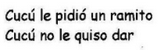 Cucú le pidió un ramito
Cucú no le quiso dar